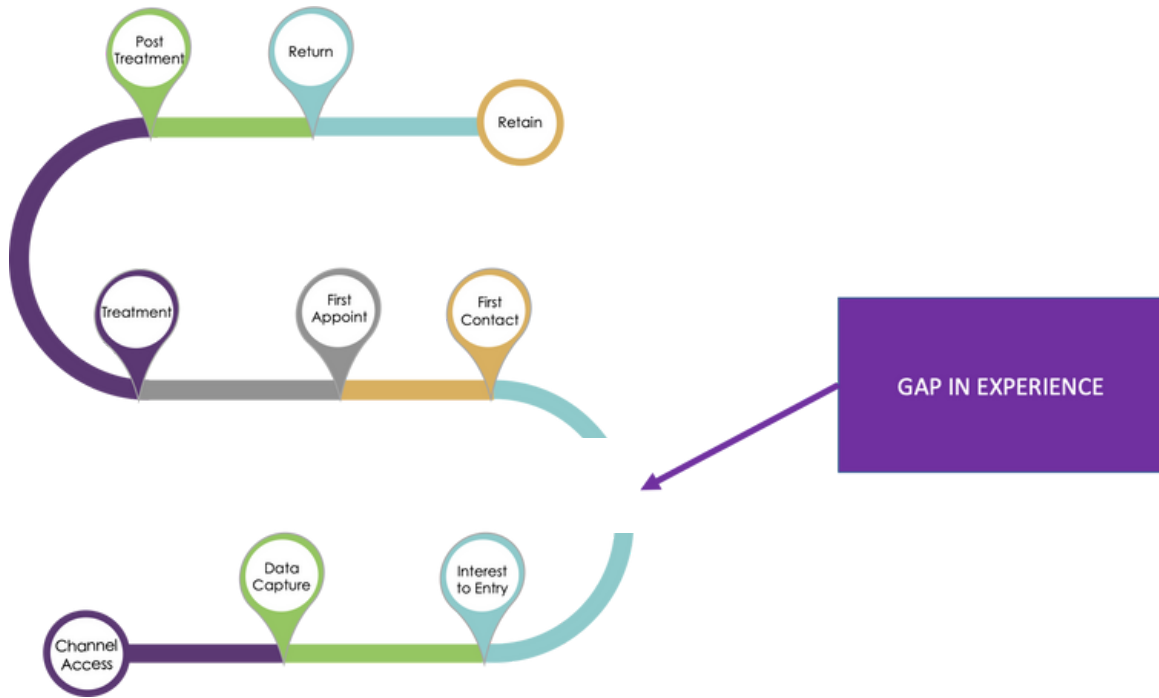 Post
Treatment
Return
Retain
Treatment
First
Appoint
First
Contact
GAP IN EXPERIENCE
Data
Capture
Interest
to Entry
Channel
Access